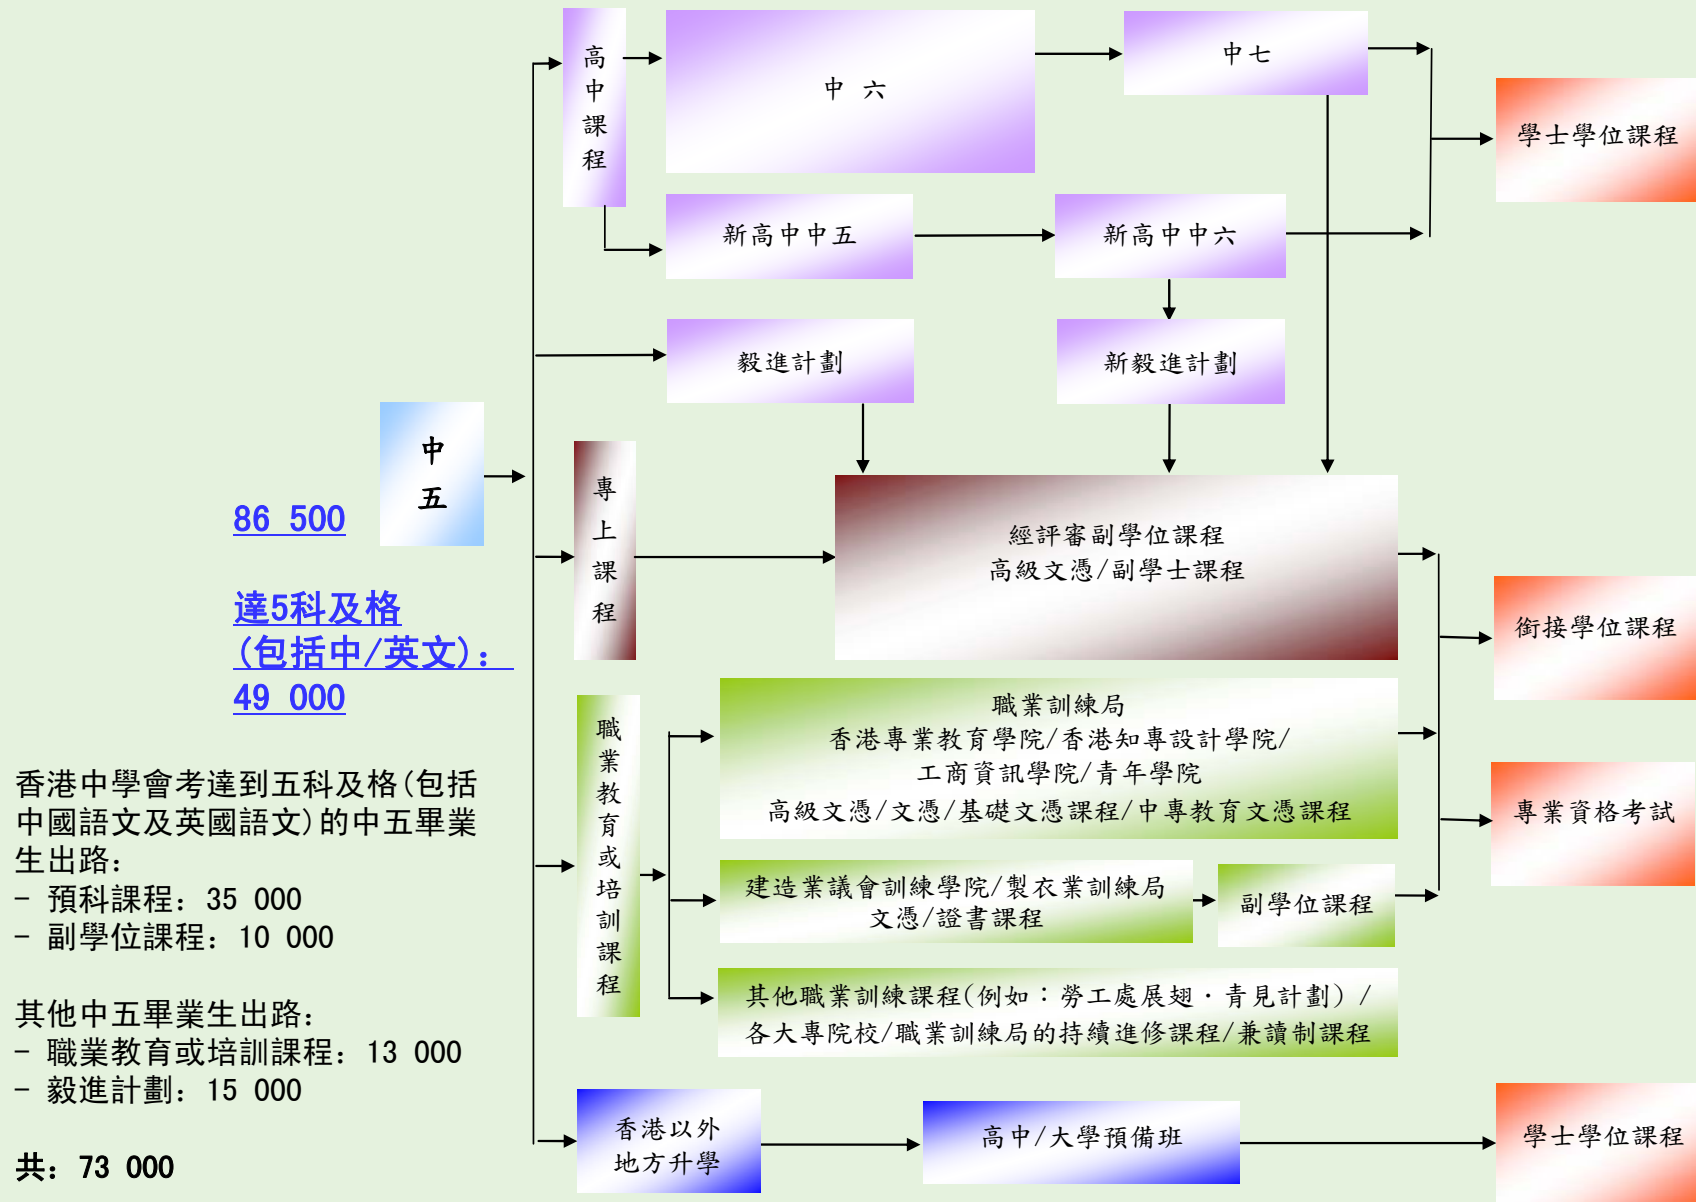 高中課程
中 六
中七
學士學位課程
新高中中五
新高中中六
毅進計劃
新毅進計劃
中五
86 500
達5科及格
(包括中/英文)：
49 000
專上課程
經評審副學位課程
高級文憑/副學士課程
銜接學位課程
職業教育或培訓課程
職業訓練局
香港專業教育學院/香港知專設計學院/
工商資訊學院/青年學院
高級文憑/文憑/基礎文憑課程/中專教育文憑課程
專業資格考試
建造業議會訓練學院/製衣業訓練局
文憑/證書課程
副學位課程
其他職業訓練課程(例如：勞工處展翅・青見計劃) /
各大專院校/職業訓練局的持續進修課程/兼讀制課程
香港中學會考達到五科及格(包括
中國語文及英國語文)的中五畢業
生出路：
- 預科課程：35 000
- 副學位課程：10 000
其他中五畢業生出路：
- 職業教育或培訓課程：13 000
- 毅進計劃：15 000
共：73 000
香港以外
地方升學
高中/大學預備班
學士學位課程